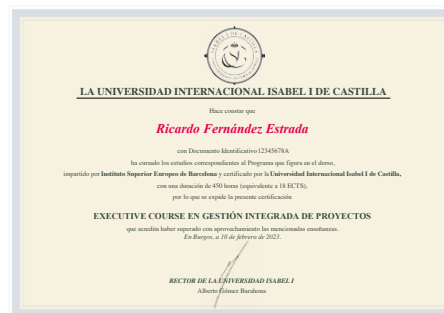 LA UNIVERSIDAD INTERNACIONAL ISABEL I DE CASTILLA
Hace constar que
Ricardo Fernández Estrada
con Documento Identificativo 12345678A
ha cursado los estudios correspondientes al Programa que figura en el dorso,
impartido por Instituto Superior Europeo de Barcelona y certificado por la Universidad Internacional Isabel I de Castilla,
con una duración de 450 horas (equivalente a 18 ECTS),
por lo que se expide la presente certificación
EXECUTIVE COURSE EN GESTIÓN INTEGRADA DE PROYECTOS
que acredita haber superado con aprovechamiento las mencionadas enseñanzas.
En Burgos, a 10 de febrero de 2023.
RECTOR DE LA UNIVERSIDAD ISABEL I
Alberto Gómez Barahona